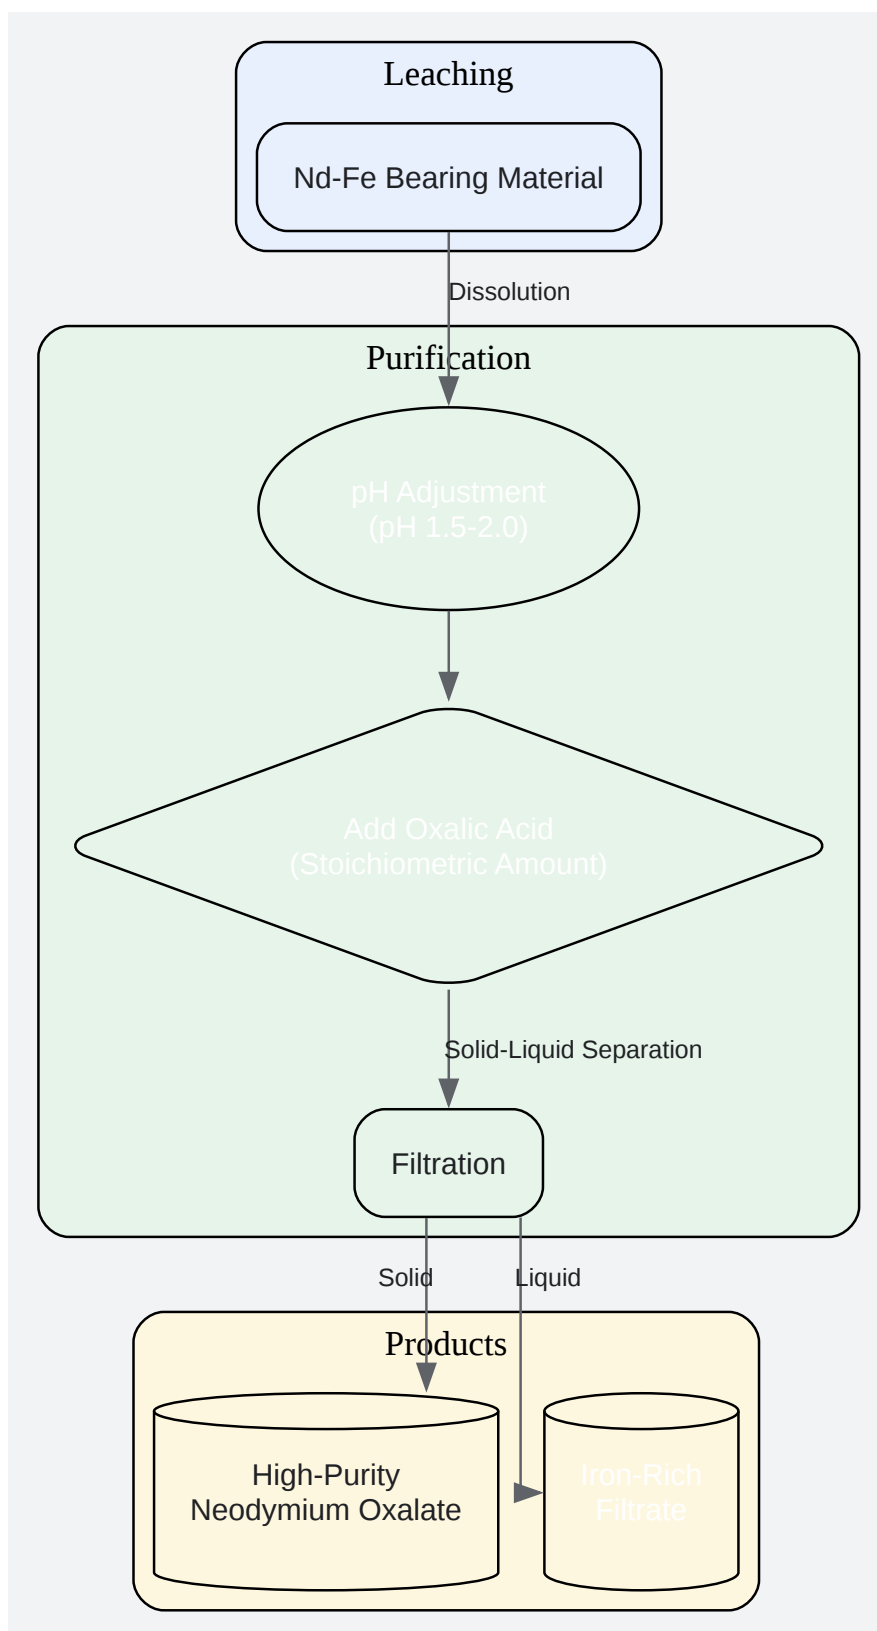 Leaching
Nd-Fe Bearing Material
Dissolution
Purification
pH Adjustment
(pH 1.5-2.0)
Add Oxalic Acid
(Stoichiometric Amount)
Solid-Liquid Separation
Filtration
Solid
Liquid
Products
High-Purity
Neodymium Oxalate
Iron-Rich
Filtrate